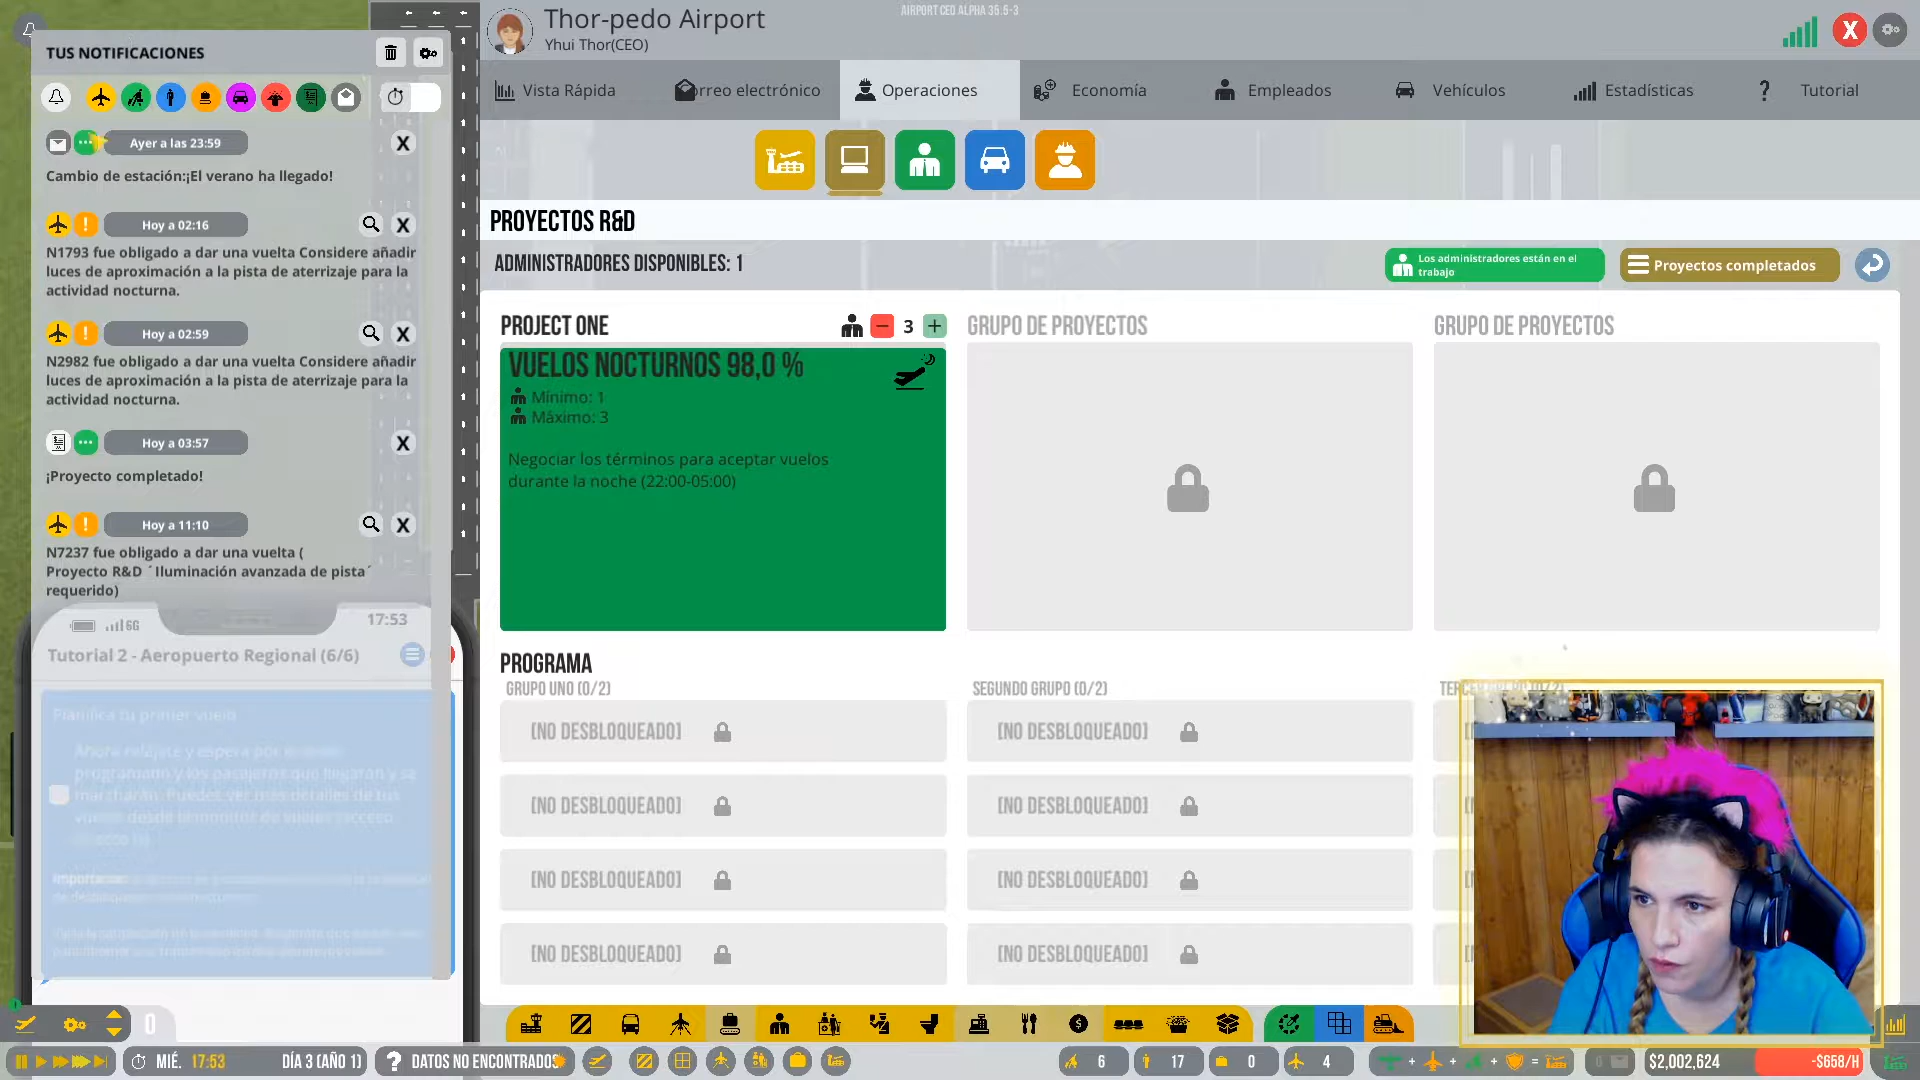 AIRPORT CEO ALPHA 35.5-3
Thor-pedo Airport
Yhui Thor(CEO)
X
TUS NOTIFICACIONES
Vista Rápida
orreo electrónico
Operaciones
Economía
Empleados
Vehículos
Estadísticas
? Tutorial
Ayer a las 23:59
X
Cambio de estación:¡El verano ha llegado!
Hoy a 02:16
X
N1793 fue obligado a dar una vuelta Considere añadir
luces de aproximación a la pista de aterrizaje para la
actividad nocturna.
Hoy a 02:59
X
N2982 fue obligado a dar una vuelta Considere añadir
luces de aproximación a la pista de aterrizaje para la
actividad nocturna.
Hoy a 03:57
X
¡Proyecto completado!
Hoy a 11:10
X
N7237 fue obligado a dar una vuelta (
Proyecto R&D ´Iluminación avanzada de pista´
requerido)
6G
17:53
Tutorial 2 - Aeropuerto Regional (6/6)
Planifica tu primer vuelo
PROYECTOS R&D
ADMINISTRADORES DISPONIBLES: 1
Los administradores están en el
trabajo
Proyectos completados
PROJECT ONE
3
GRUPO DE PROYECTOS
GRUPO DE PROYECTOS
VUELOS NOCTURNOS 98,0 %
Mínimo: 1
Máximo: 3
Negociar los términos para aceptar vuelos
durante la noche (22:00-05:00)
PROGRAMA
GRUPO UNO (0/2)
SEGUNDO GRUPO (0/2)
[NO DESBLOQUEADO]
[NO DESBLOQUEADO]
[NO DESBLOQUEADO]
[NO DESBLOQUEADO]
[NO DESBLOQUEADO]
[NO DESBLOQUEADO]
[NO DESBLOQUEADO]
[NO DESBLOQUEADO]
0
MIÉ. 17:53
DÍA 3 (AÑO 1)
? DATOS NO ENCONTRADOS
6
17
0
4
+ + + =
0
$2,002,624
-$658/H